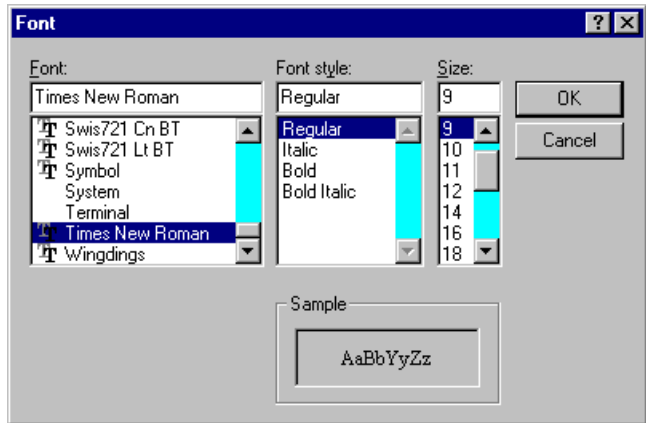 Font
Font:
Times New Roman
Swis721 Cn BT
Swis721 Lt BT
Symbol
System
Terminal
Times New Roman
Wingdings
Font style:
Regular
Regular
Italic
Bold
Bold Italic
Size:
9
9
10
11
12
14
16
18
OK
Cancel
Sample
AaBbYyZz